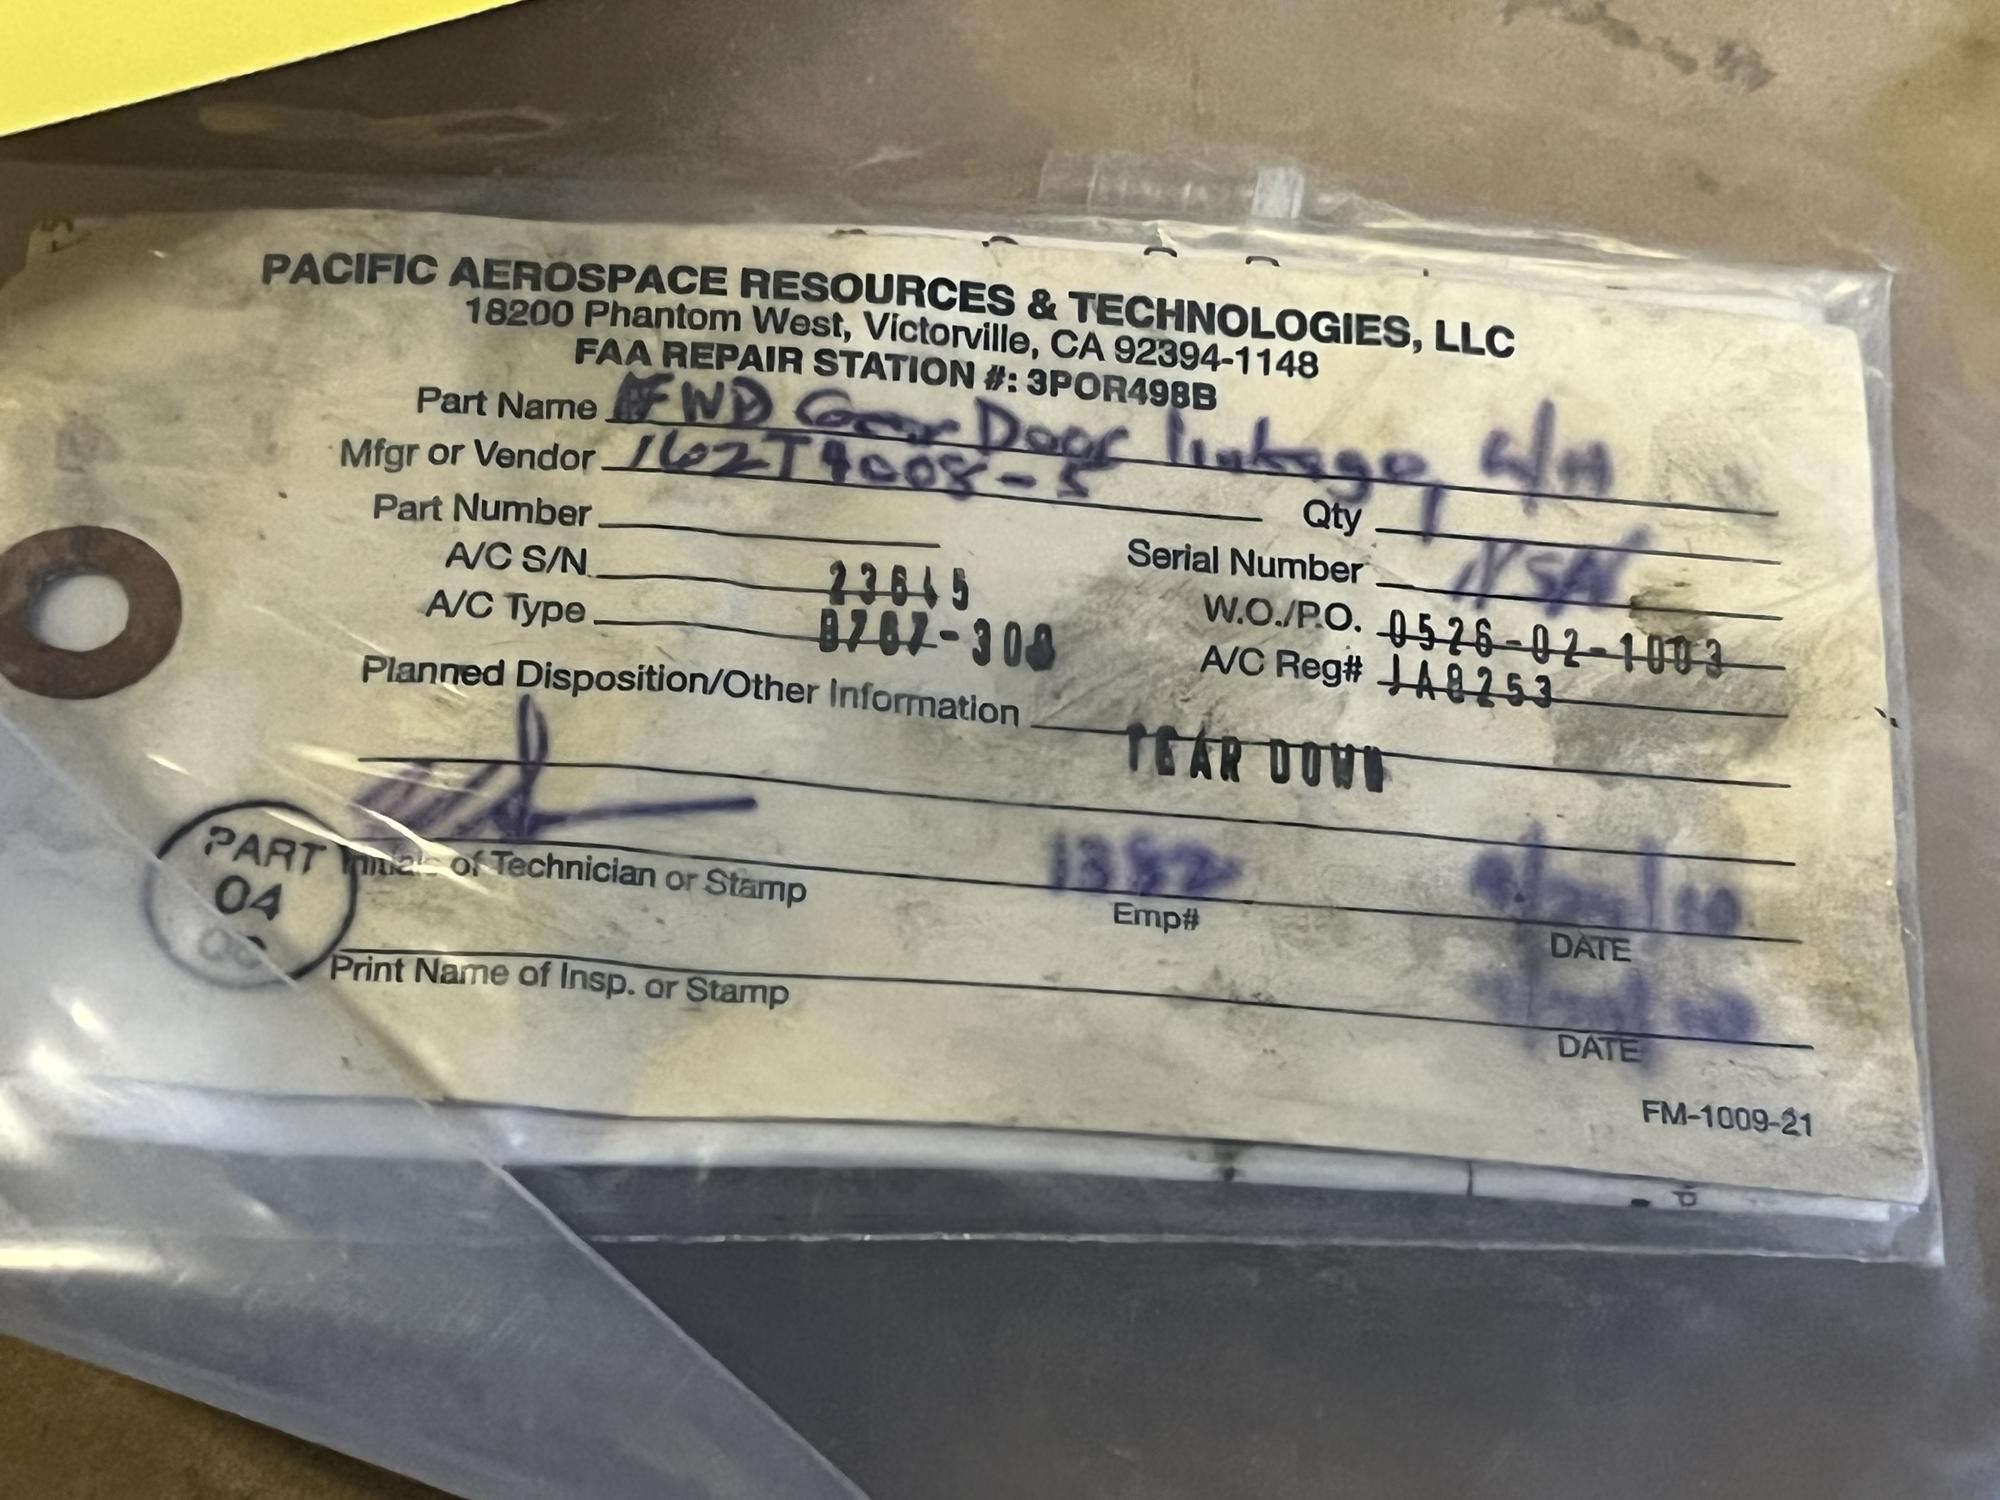 PACIFIC AEROSPACE RESOURCES & TECHNOLOGIES, LLC
18200 Phantom West, Victorville, CA 92394-1148
FAA REPAIR STATION #: 3POR498B
Part Name FWD Gear Door linkage, L/H
Mfgr or Vendor 162T4008-5 Qty 1
Part Number Serial Number NSN
A/C S/N 23645 W.O./P.O. 0526-02-1003
A/C Type B767-300 A/C Reg# JA8253
Planned Disposition/Other Information TEAR DOWN
1382
Initials of Technician or Stamp Emp# DATE
PART
04
Print Name of Insp. or Stamp DATE
FM-1009-21